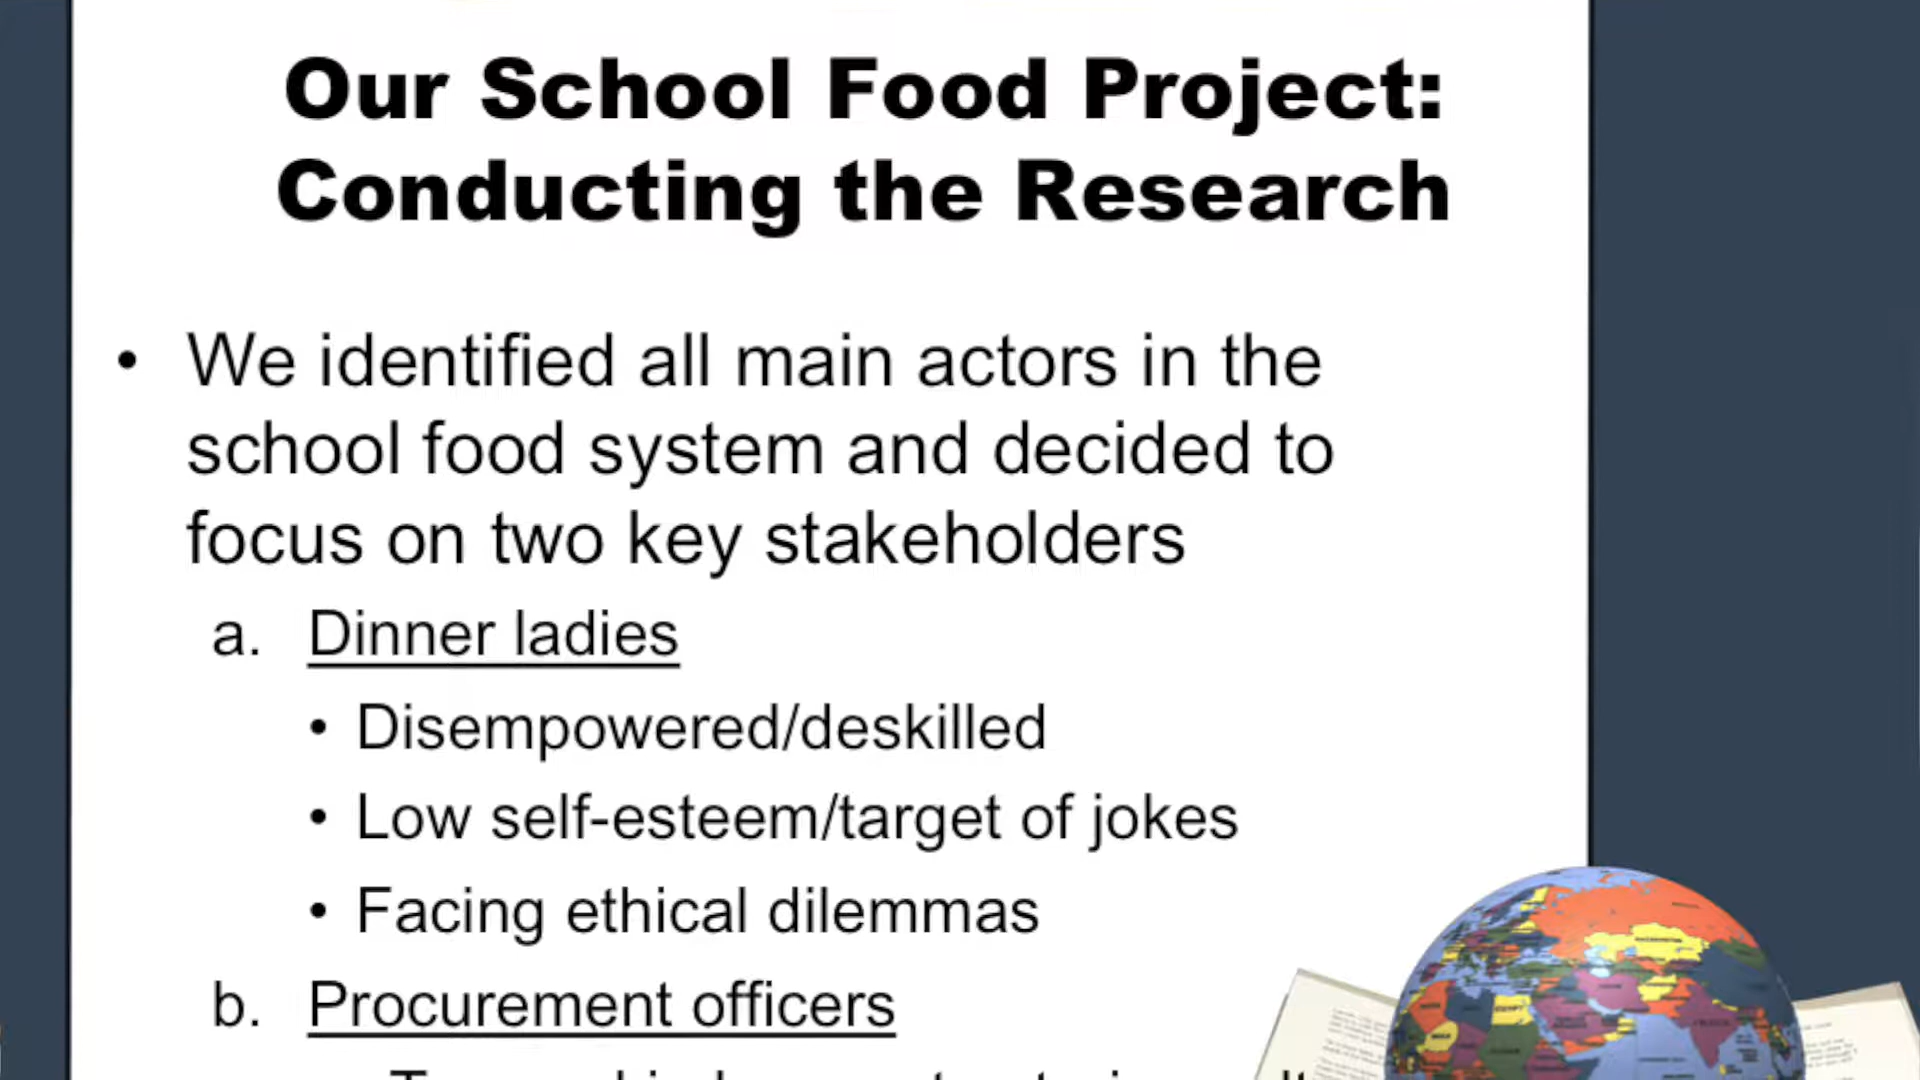 Our School Food Project:
Conducting the Research
• We identified all main actors in the
school food system and decided to
focus on two key stakeholders
a. Dinner ladies
• Disempowered/deskilled
• Low self-esteem/target of jokes
• Facing ethical dilemmas
b. Procurement officers